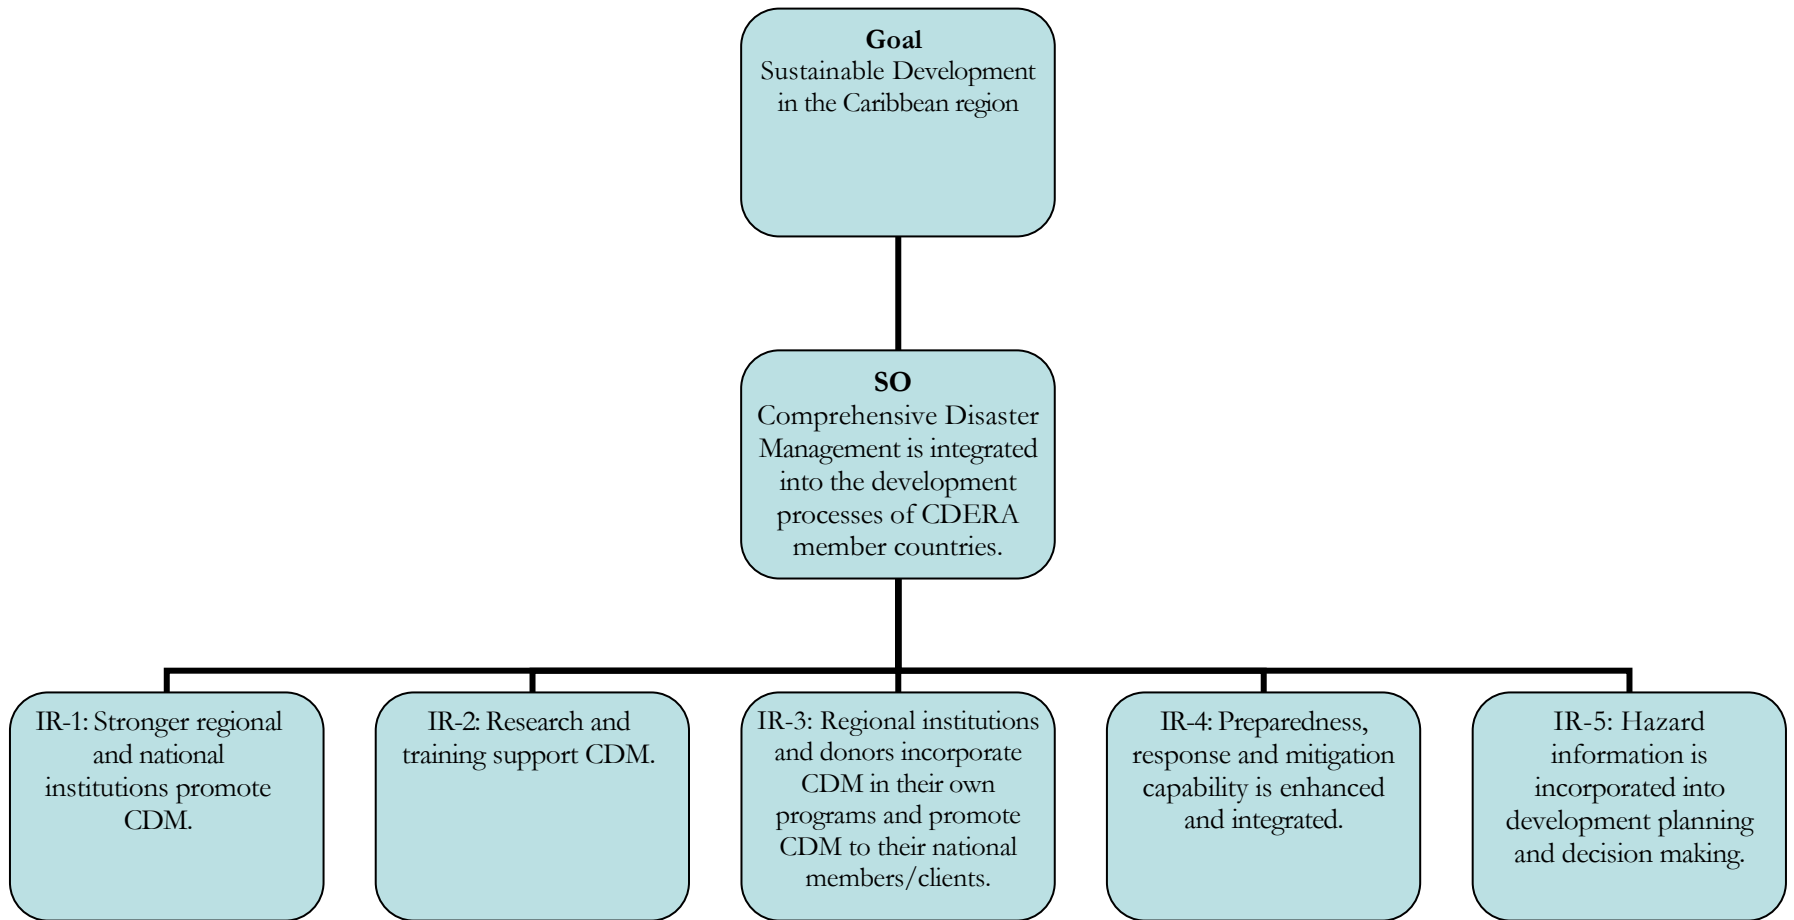 Goal
Sustainable Development
in the Caribbean region
SO
Comprehensive Disaster
Management is integrated
into the development
processes of CDERA
member countries.
IR-1: Stronger regional
and national
institutions promote
CDM.
IR-2: Research and
training support CDM.
IR-3: Regional institutions
and donors incorporate
CDM in their own
programs and promote
CDM to their national
members/clients.
IR-4: Preparedness,
response and mitigation
capability is enhanced
and integrated.
IR-5: Hazard
information is
incorporated into
development planning
and decision making.